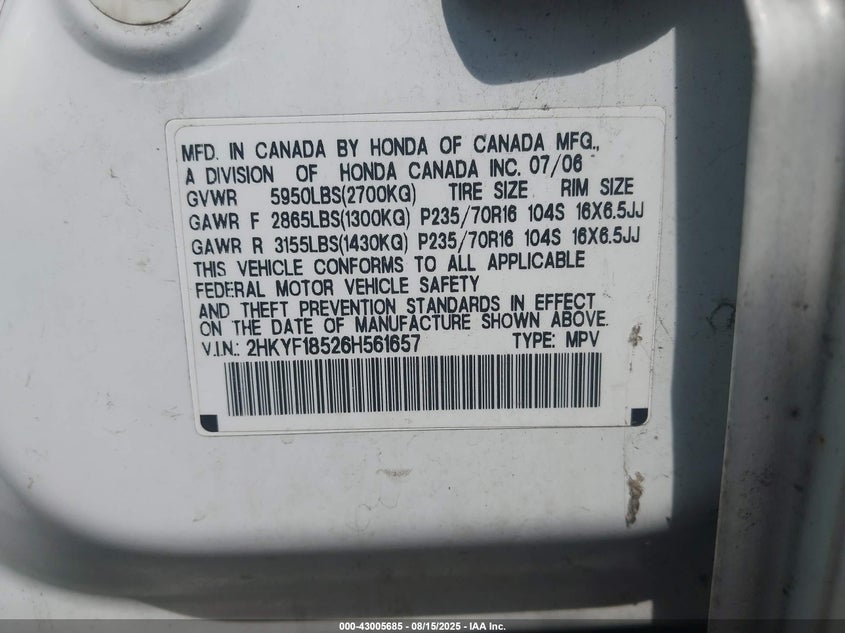 MFD. IN CANADA BY HONDA OF CANADA MFG.,
A DIVISION OF HONDA CANADA INC. 07/06
GVWR 5950LBS(2700KG) TIRE SIZE RIM SIZE
GAWR F 2865LBS(1300KG) P235/70R16 104S 16X6.5JJ
GAWR R 3155LBS(1430KG) P235/70R16 104S 16X6.5JJ
THIS VEHICLE CONFORMS TO ALL APPLICABLE
FEDERAL MOTOR VEHICLE SAFETY
AND THEFT PREVENTION STANDARDS IN EFFECT
ON THE DATE OF MANUFACTURE SHOWN ABOVE.
V.I.N.: 2HKYF18526H561657 TYPE: MPV
000-43005685 - 08/15/2025 - IAA Inc.